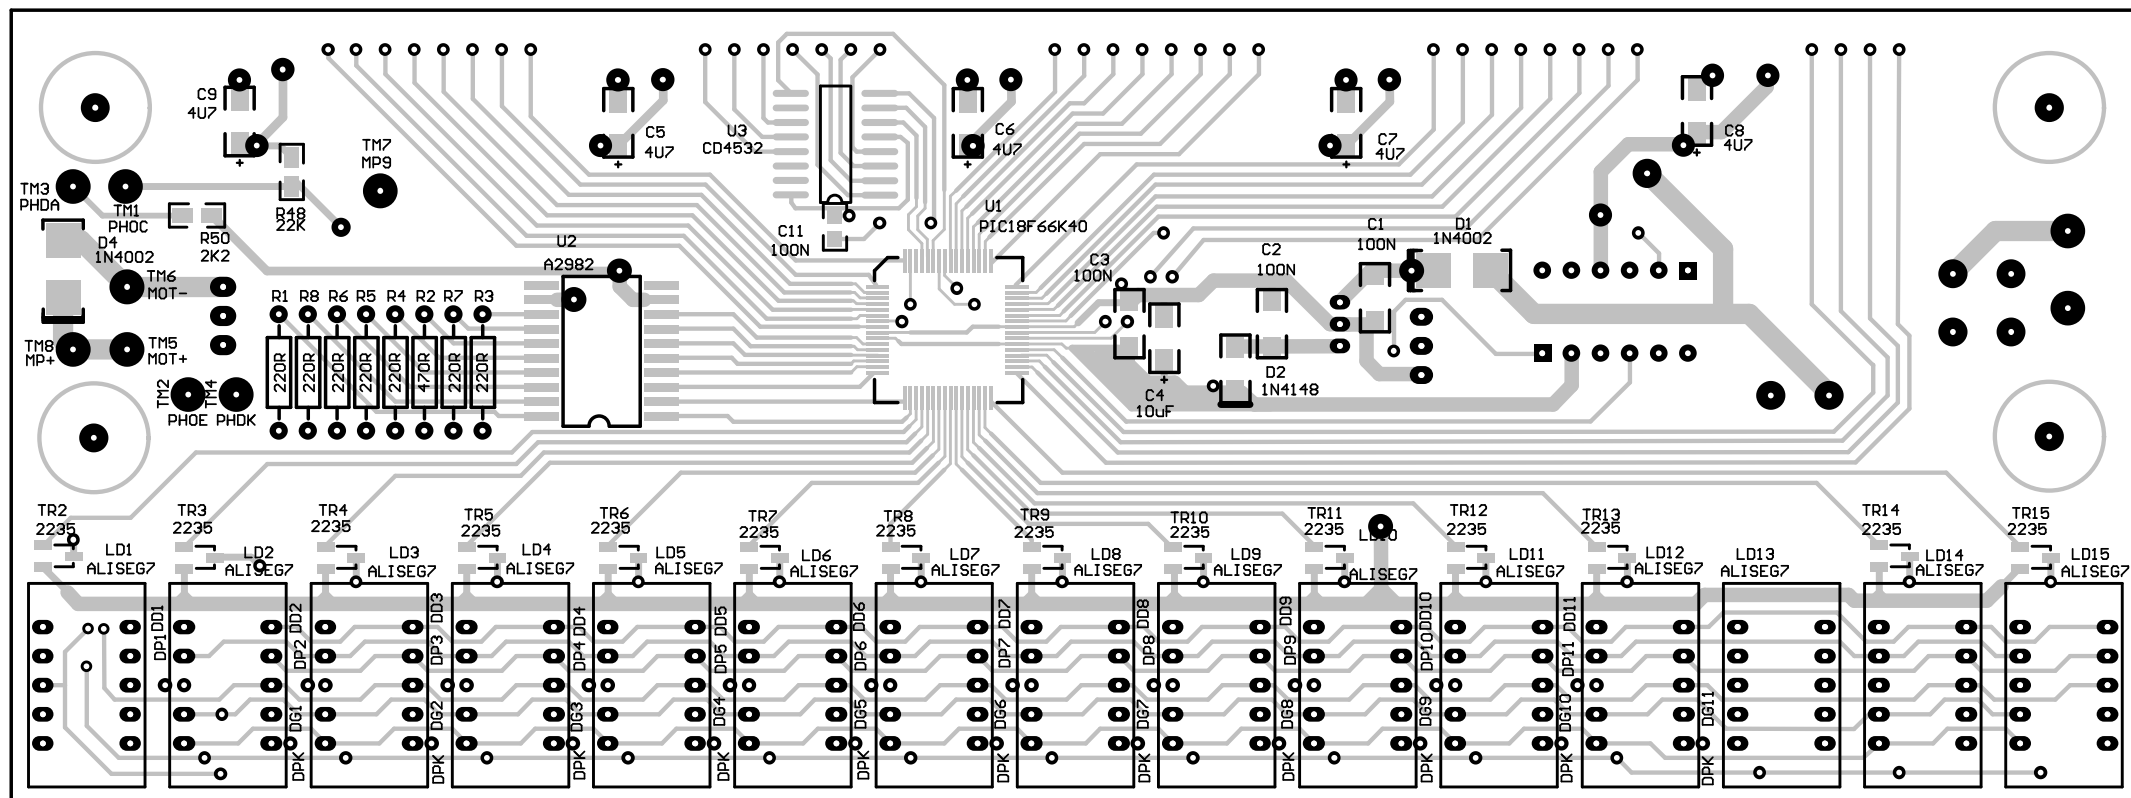 C9
4U7
+
C5
4U7
+
U3
CD4532
C6
4U7
+
C7
4U7
+
C8
4U7
+
TM7
MP9
TM3
PHDA
TM1
PHOC
R48
22K
R50
2K2
D4
1N4002
TM6
MOT-
TM8
MP+
TM5
MOT+
TM2
PHOE
TM4
PHDK
U2
A2982
C11
100N
U1
PIC18F66K40
C3
100N
C2
100N
C1
100N
D1
1N4002
C4
10uF
+
D2
1N4148
R1
R8
R6
R5
R4
R2
R7
R3
220R
220R
220R
220R
220R
470R
220R
220R
TR2
2235
TR3
2235
TR4
2235
TR5
2235
TR6
2235
TR7
2235
TR8
2235
TR9
2235
TR10
2235
TR11
2235
TR12
2235
TR13
2235
TR14
2235
TR15
2235
LD1
ALISEG7
LD2
ALISEG7
LD3
ALISEG7
LD4
ALISEG7
LD5
ALISEG7
LD6
ALISEG7
LD7
ALISEG7
LD8
ALISEG7
LD9
ALISEG7
LD10
ALISEG7
LD11
ALISEG7
LD12
ALISEG7
LD13
ALISEG7
LD14
ALISEG7
LD15
ALISEG7
DP1
DD1
DP2
DD2
DP3
DD3
DP4
DD4
DP5
DD5
DP6
DD6
DP7
DD7
DP8
DD8
DP9
DD9
DP10
DD10
DP11
DD11
DG1
DG2
DG3
DG4
DG5
DG6
DG7
DG8
DG9
DG10
DG11
DPK
DPK
DPK
DPK
DPK
DPK
DPK
DPK
DPK
DPK
DPK